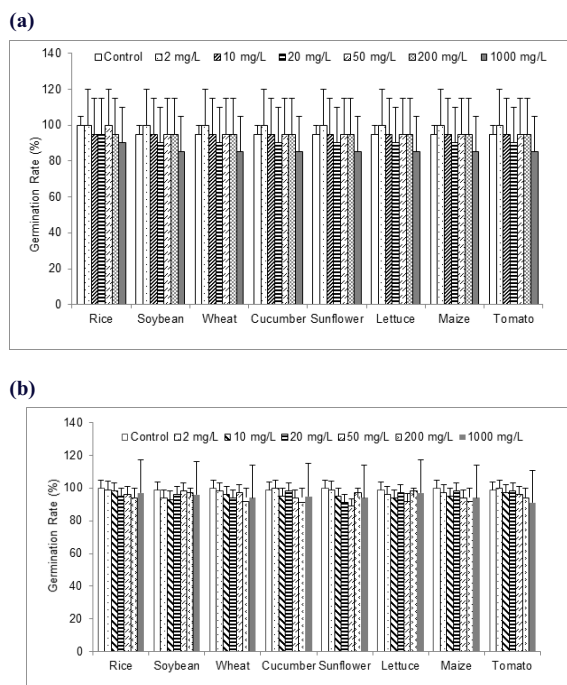 (a)
Control 2 mg/L 10 mg/L 20 mg/L 50 mg/L 200 mg/L 1000 mg/L
140
120
100
80
60
40
20
0
Germination Rate (%)
Rice Soybean Wheat Cucumber Sunflower Lettuce Maize Tomato
(b)
Control 2 mg/L 10 mg/L 20 mg/L 50 mg/L 200 mg/L 1000 mg/L
140
120
100
80
60
40
20
0
Germination Rate (%)
Rice Soybean Wheat Cucumber Sunflower Lettuce Maize Tomato